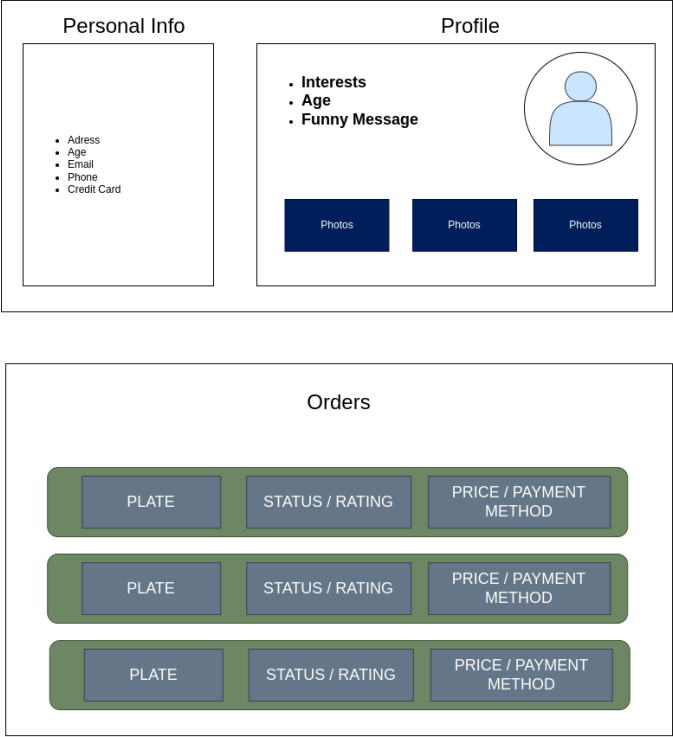 Personal Info
Adress
Age
Email
Phone
Credit Card
Profile
Interests
Age
Funny Message
Photos
Photos
Photos
Orders
PLATE
STATUS / RATING
PRICE / PAYMENT
METHOD
PLATE
STATUS / RATING
PRICE / PAYMENT
METHOD
PLATE
STATUS / RATING
PRICE / PAYMENT
METHOD